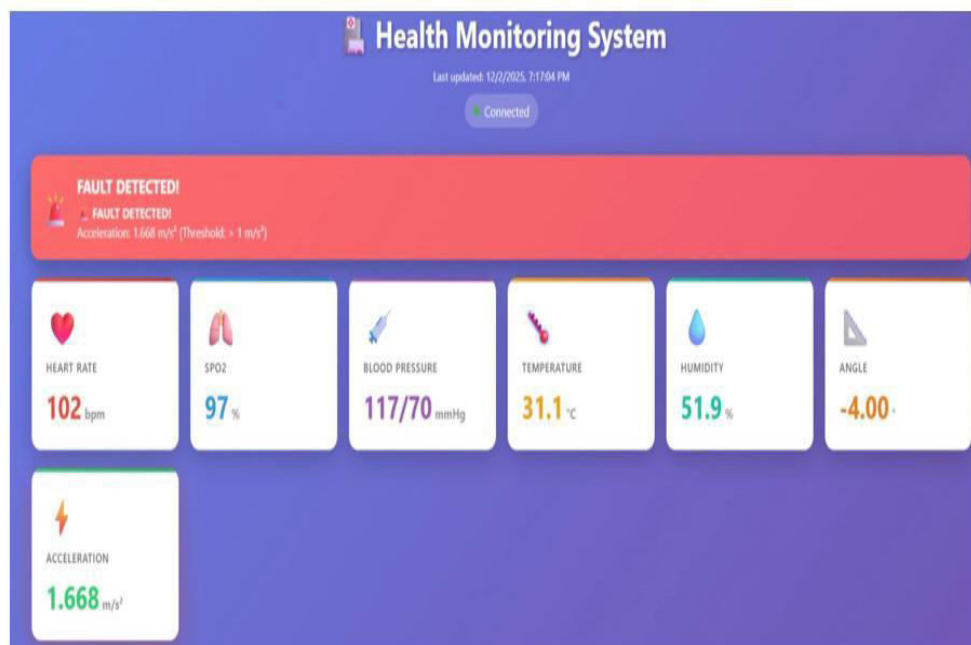 Health Monitoring System
Last updated: 12/2/2025, 7:17:04 PM
Connected
FAULT DETECTED!
FAULT DETECTED!
Acceleration: 1.668 m/s² (Threshold: > 1 m/s²)
HEART RATE
102 bpm
SPO2
97 %
BLOOD PRESSURE
117/70 mmHg
TEMPERATURE
31.1 °C
HUMIDITY
51.9 %
ANGLE
-4.00 °
ACCELERATION
1.668 m/s²